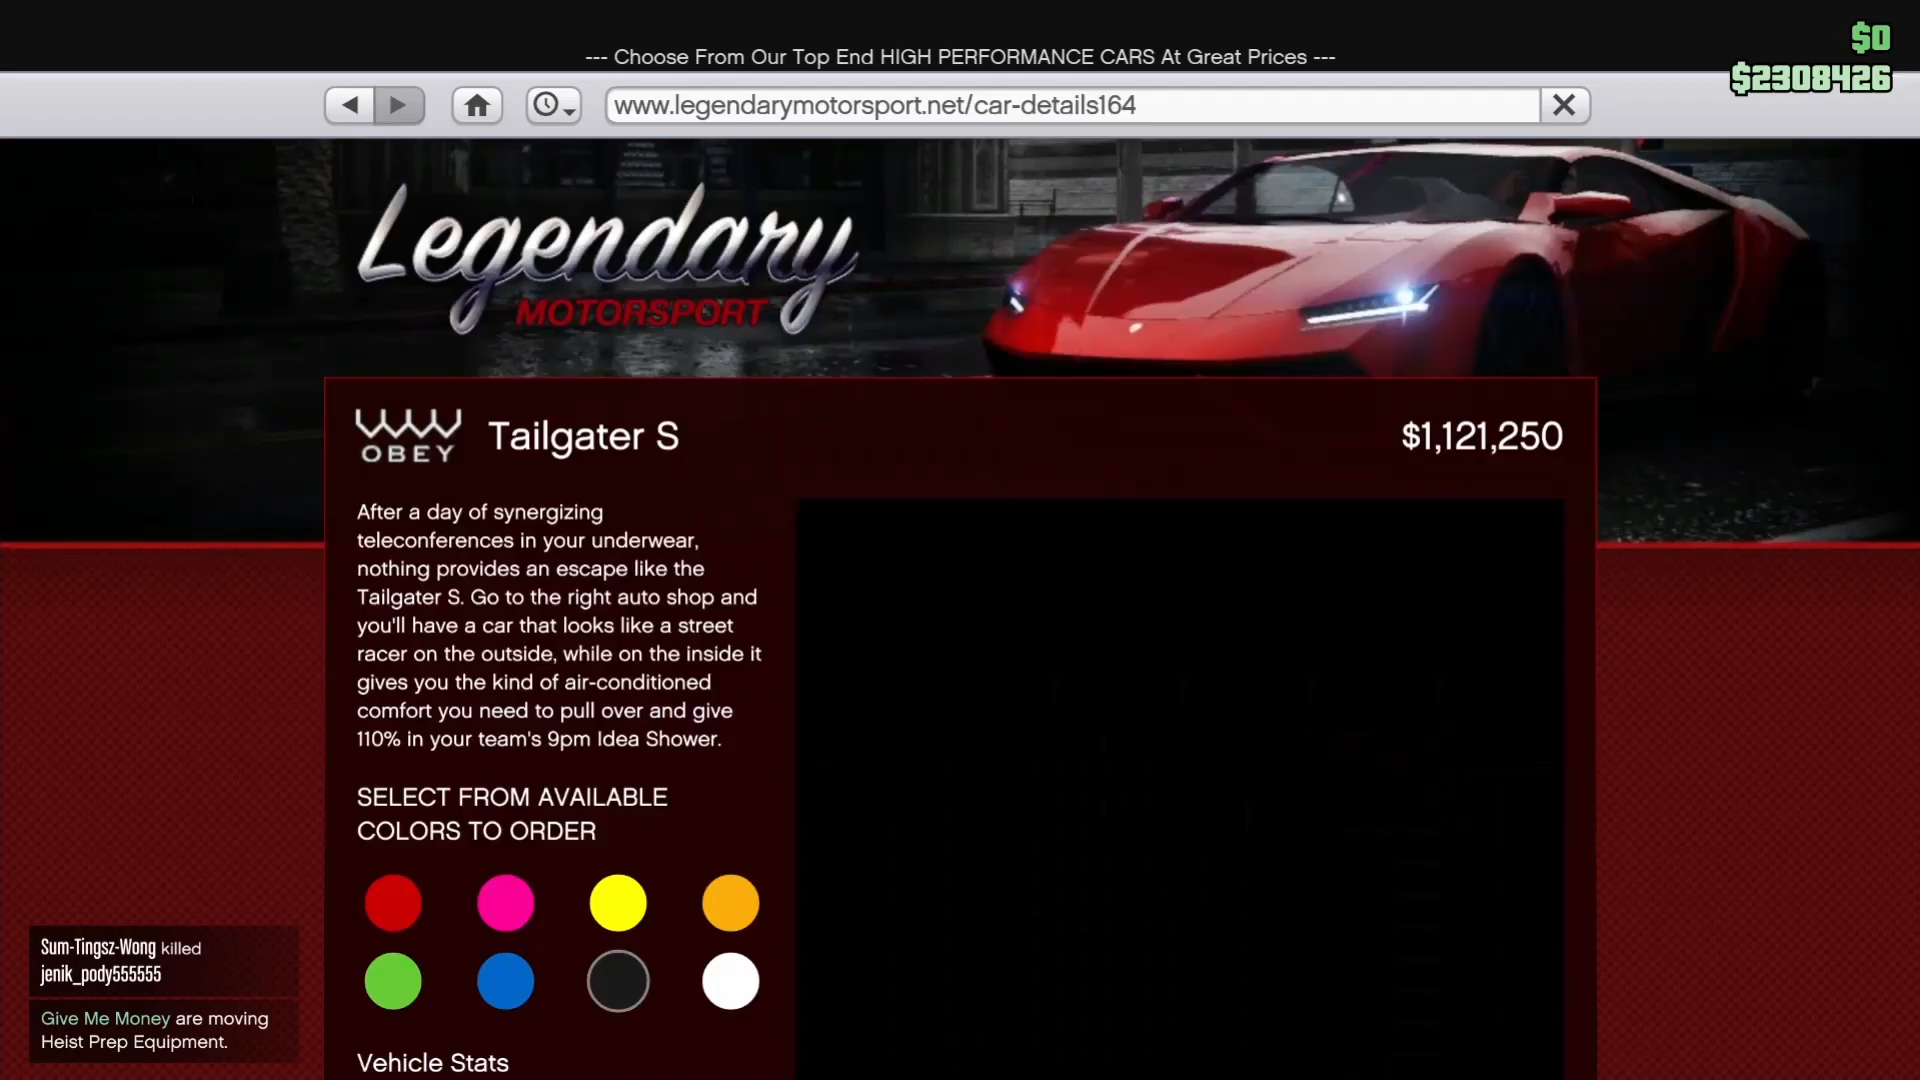 $0
$2308426
--- Choose From Our Top End HIGH PERFORMANCE CARS At Great Prices ---
www.legendarymotorsport.net/car-details164
Legendary
MOTORSPORT
OBEY
Tailgater S
$1,121,250
After a day of synergizing
teleconferences in your underwear,
nothing provides an escape like the
Tailgater S. Go to the right auto shop and
you'll have a car that looks like a street
racer on the outside, while on the inside it
gives you the kind of air-conditioned
comfort you need to pull over and give
110% in your team's 9pm Idea Shower.
SELECT FROM AVAILABLE
COLORS TO ORDER
Vehicle Stats
Sum-Tingsz-Wong killed
jenik_pody555555
Give Me Money are moving
Heist Prep Equipment.